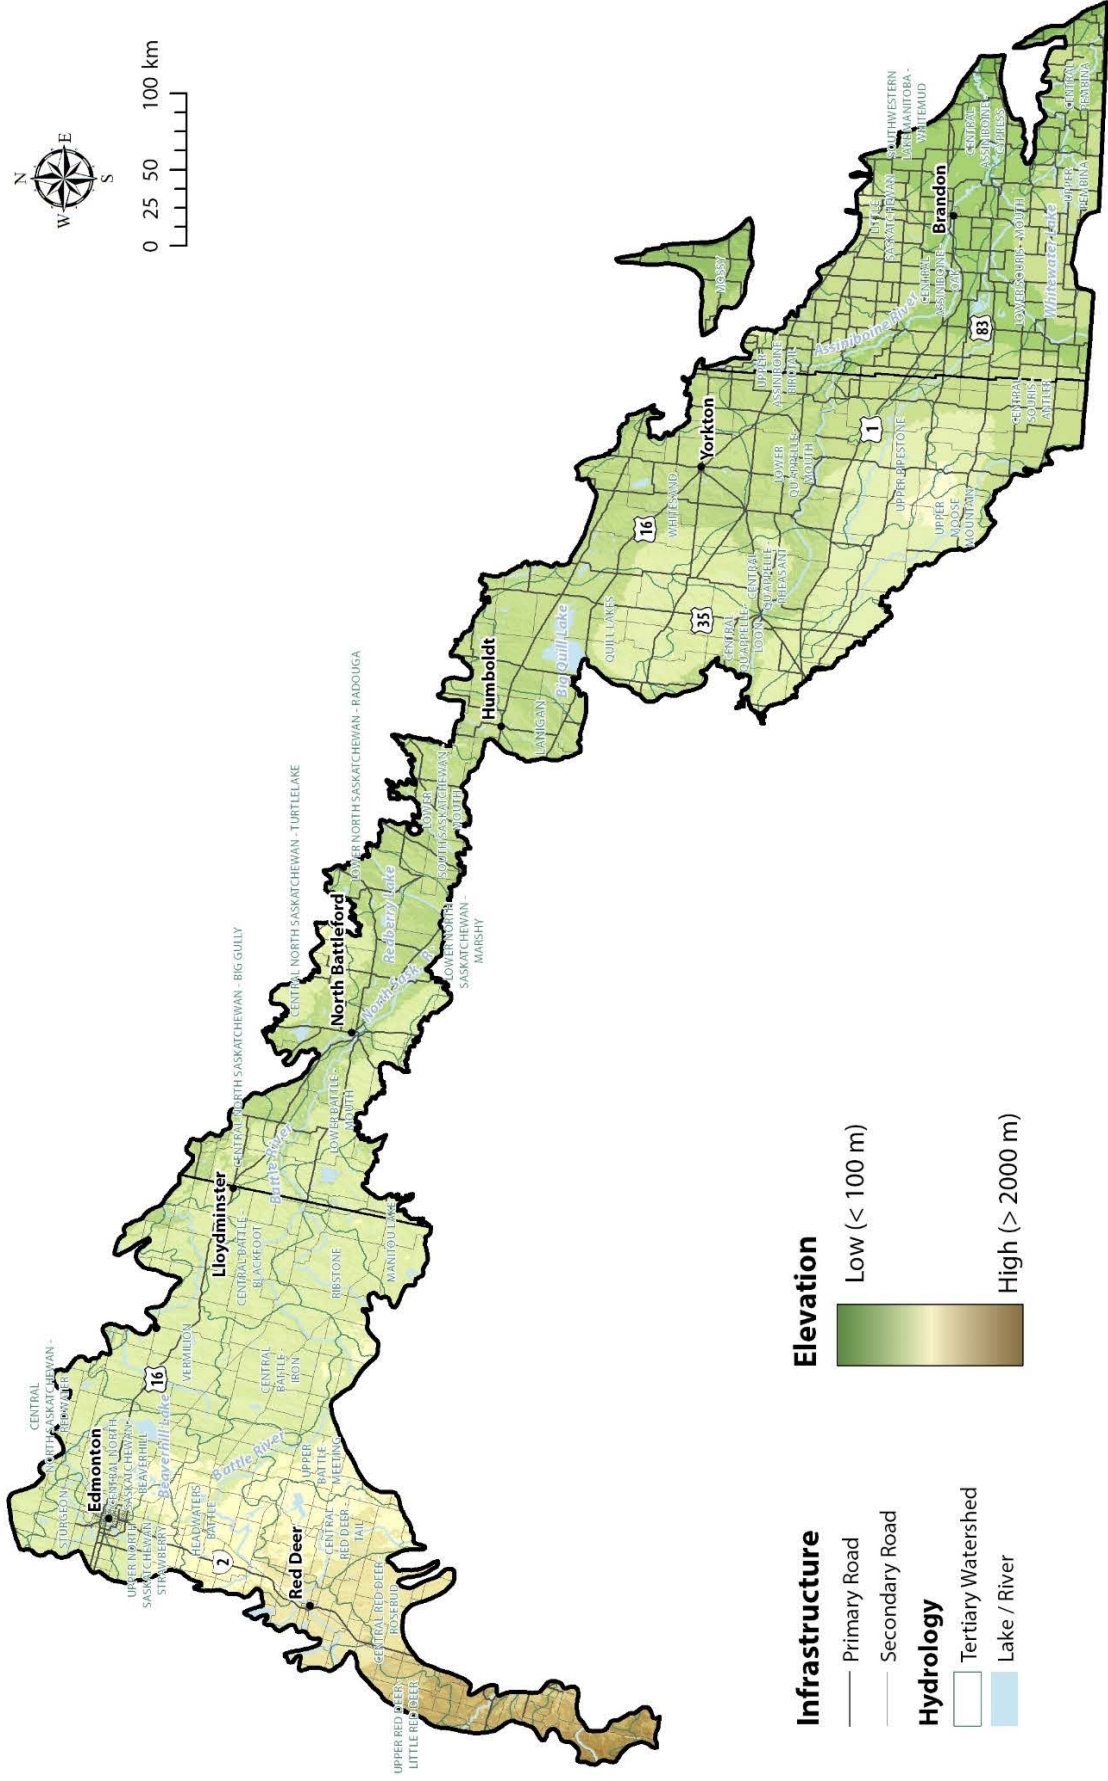 N
W
E
S
0 25 50 100 km
CENTRAL
NORTH SASKATCHEWAN -
REDWATER
STURGEON
Edmonton
CENTRAL NORTH
SASKATCHEWAN -
BEAVERHILL
Beaverhill Lake
UPPER NORTH
SASKATCHEWAN -
STRAWBERRY
16
VERMILION
HEADWATERS
BATTLE
2
Battle River
Red Deer
UPPER
BATTLE
MEETING
CENTRAL
RED DEER -
TAIL
CENTRAL RED DEER
ROSEBUD
UPPER RED DEER -
LITTLE RED DEER
CENTRAL
BATTLE
IRON
Lloydminster
CENTRAL BATTLE -
BLACKFOOT
RIBSTONE
MANITOU LAKE
Battle River
LOWER BATTLE -
MOUTH
CENTRAL NORTH SASKATCHEWAN - BIG GULLY
CENTRAL NORTH SASKATCHEWAN - TURTLELAKE
LOWER NORTH SASKATCHEWAN - RADOUGA
North Battleford
Redberry Lake
North Sask. R.
LOWER NORTH
SASKATCHEWAN -
MARSHY
LOWER
SOUTH SASKATCHEWAN
MOUTH
Humboldt
LANIGAN
Big Quill Lake
QUILL LAKES
16
WHITESAND
Yorkton
35
CENTRAL
QU'APPELLE -
LOON
CENTRAL
QU'APPELLE -
PHEASANT
LOWER
QU'APPELLE -
MOUTH
UPPER
ASSINIBOINE
BIRDTAIL
1
UPPER PIPESTONE
UPPER
MOOSE
MOUNTAIN
CENTRAL
SOURIS -
ANTLER
MOSSY
Assiniboine River
LITTLE
SASKATCHEWAN
SOUTHWESTERN
LAKE MANITOBA -
WHITEMUD
Brandon
CENTRAL
ASSINIBOINE -
OAK
83
CENTRAL
ASSINIBOINE -
CYPRESS
LOWER SOURIS - MOUTH
Whitewater Lake
UPPER
PEMBINA
CENTRAL
PEMBINA
Infrastructure
Primary Road
Secondary Road
Hydrology
Tertiary Watershed
Lake / River
Elevation
Low (< 100 m)
High (> 2000 m)